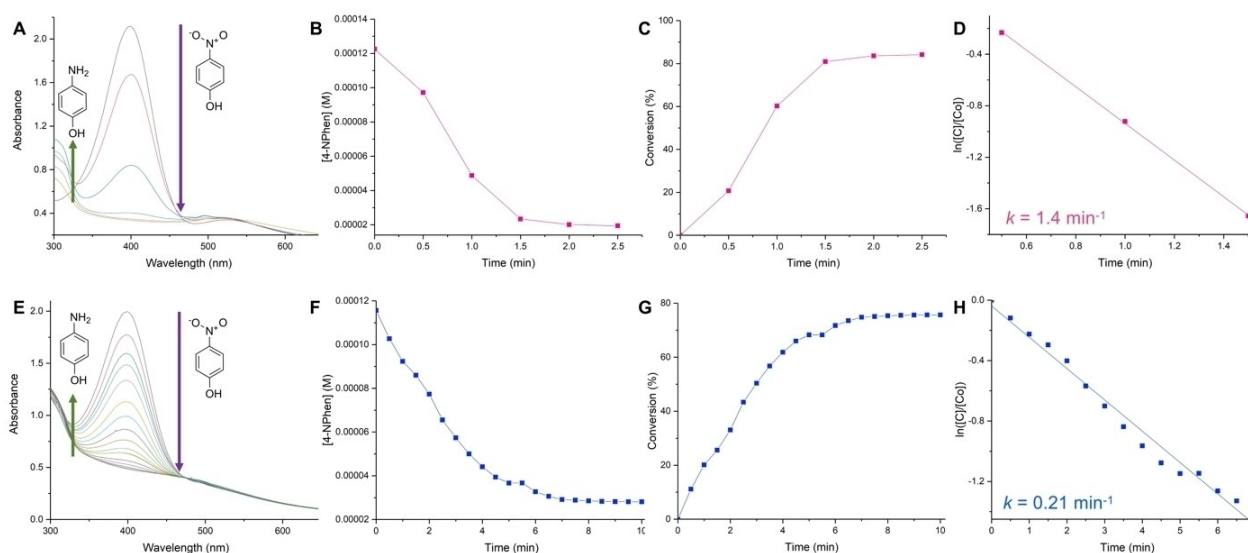 A
Absorbance
2.2
1.8
1.2
0.8
0.4
300
400
500
600
Wavelength (nm)
NH₂
OH
⁻O
N⁺
O
OH
B
[4-NPhen] (M)
0.00014
0.00012
0.00010
0.00008
0.00006
0.00004
0.00002
0.0
0.5
1.0
1.5
2.0
2.5
Time (min)
C
Conversion (%)
100
80
60
40
20
0
0.0
0.5
1.0
1.5
2.0
2.5
Time (min)
D
ln([C]/[Co])
-0.4
-0.8
-1.2
-1.6
0.6
0.8
1.0
1.2
1.4
Time (min)
k = 1.4 min⁻¹
E
Absorbance
2.0
1.75
1.5
1.25
1.0
0.75
0.5
0.0
300
400
500
600
Wavelength (nm)
NH₂
OH
⁻O
N⁺
O
OH
F
[4-NPhen] (M)
0.00012
0.00010
0.00008
0.00006
0.00004
0.00002
0
2
4
6
8
10
Time (min)
G
Conversion (%)
80
60
40
20
0
0
2
4
6
8
10
Time (min)
H
ln([C]/[Co])
0.0
-0.4
-0.8
-1.2
0
1
2
3
4
5
6
Time (min)
k = 0.21 min⁻¹